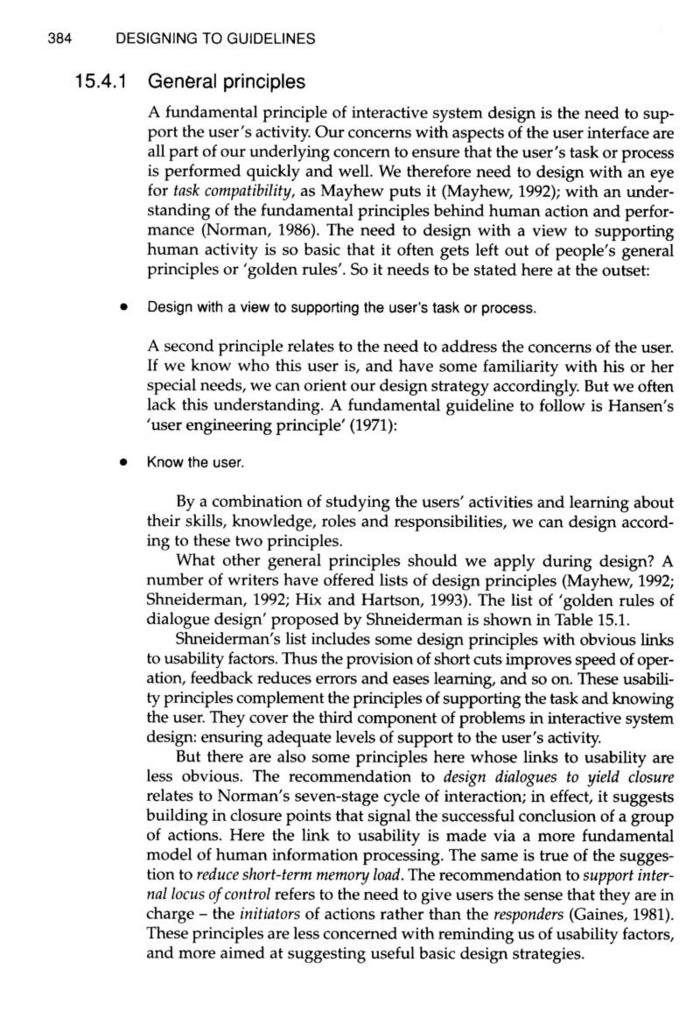 384 DESIGNING TO GUIDELINES
15.4.1 General principles
A fundamental principle of interactive system design is the need to sup-
port the user's activity. Our concerns with aspects of the user interface are
all part of our underlying concern to ensure that the user's task or process
is performed quickly and well. We therefore need to design with an eye
for task compatibility, as Mayhew puts it (Mayhew, 1992); with an under-
standing of the fundamental principles behind human action and perfor-
mance (Norman, 1986). The need to design with a view to supporting
human activity is so basic that it often gets left out of people's general
principles or 'golden rules'. So it needs to be stated here at the outset:
• Design with a view to supporting the user's task or process.
A second principle relates to the need to address the concerns of the user.
If we know who this user is, and have some familiarity with his or her
special needs, we can orient our design strategy accordingly. But we often
lack this understanding. A fundamental guideline to follow is Hansen's
'user engineering principle' (1971):
• Know the user.
By a combination of studying the users' activities and learning about
their skills, knowledge, roles and responsibilities, we can design accord-
ing to these two principles.
What other general principles should we apply during design? A
number of writers have offered lists of design principles (Mayhew, 1992;
Shneiderman, 1992; Hix and Hartson, 1993). The list of 'golden rules of
dialogue design' proposed by Shneiderman is shown in Table 15.1.
Shneiderman's list includes some design principles with obvious links
to usability factors. Thus the provision of short cuts improves speed of oper-
ation, feedback reduces errors and eases learning, and so on. These usabili-
ty principles complement the principles of supporting the task and knowing
the user. They cover the third component of problems in interactive system
design: ensuring adequate levels of support to the user's activity.
But there are also some principles here whose links to usability are
less obvious. The recommendation to design dialogues to yield closure
relates to Norman's seven-stage cycle of interaction; in effect, it suggests
building in closure points that signal the successful conclusion of a group
of actions. Here the link to usability is made via a more fundamental
model of human information processing. The same is true of the sugges-
tion to reduce short-term memory load. The recommendation to support inter-
nal locus of control refers to the need to give users the sense that they are in
charge – the initiators of actions rather than the responders (Gaines, 1981).
These principles are less concerned with reminding us of usability factors,
and more aimed at suggesting useful basic design strategies.